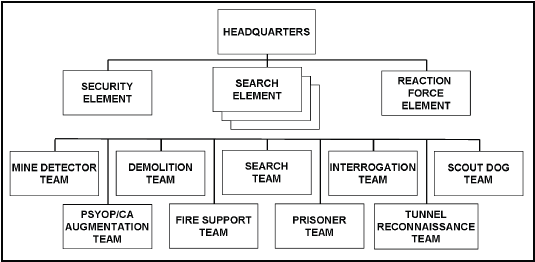 HEADQUARTERS
SECURITY
ELEMENT
SEARCH
ELEMENT
REACTION
FORCE
ELEMENT
MINE DETECTOR
TEAM
DEMOLITION
TEAM
SEARCH
TEAM
INTERROGATION
TEAM
SCOUT DOG
TEAM
PSYOP/CA
AUGMENTATION
TEAM
FIRE SUPPORT
TEAM
PRISONER
TEAM
TUNNEL
RECONNAISSANCE
TEAM